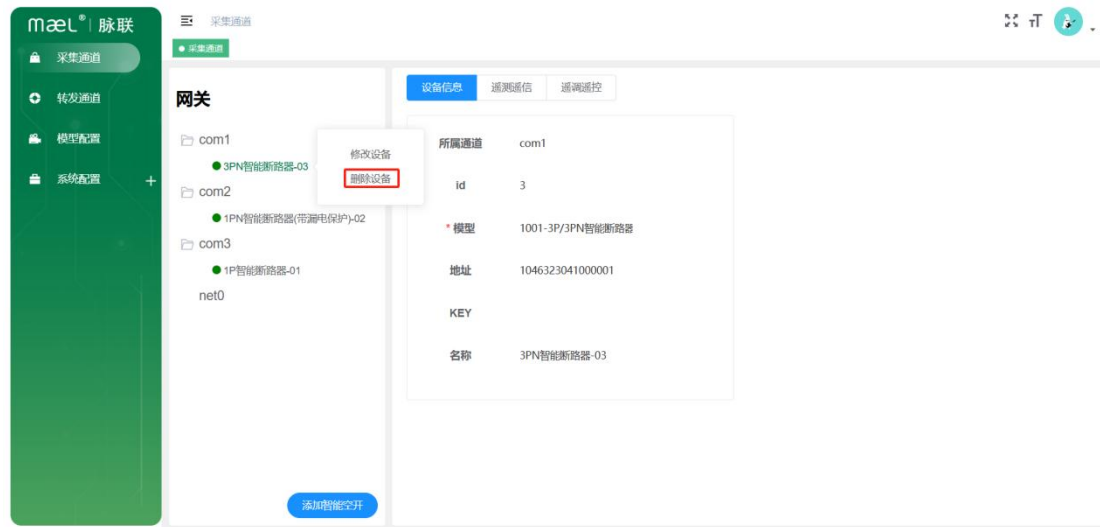 mæL® | 脉联
采集通道
转发通道
模型配置
系统配置 +
采集通道
采集通道
网关
com1
3PN智能断路器-03
com2
1PN智能断路器(带漏电保护)-02
com3
1P智能断路器-01
net0
修改设备
删除设备
添加智能空开
设备信息 遥测遥信 遥调遥控
所属通道 com1
id 3
* 模型 1001-3P/3PN智能断路器
地址 1046323041000001
KEY
名称 3PN智能断路器-03